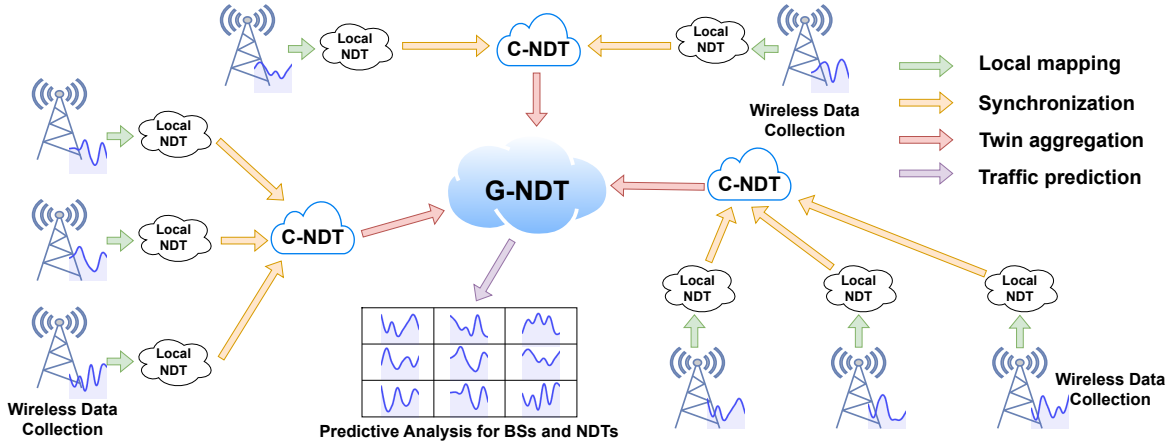 Local
NDT
C-NDT
Local
NDT
Wireless Data
Collection
Local mapping
Synchronization
Twin aggregation
Traffic prediction
Local
NDT
Local
NDT
Local
NDT
C-NDT
G-NDT
C-NDT
Local
NDT
Local
NDT
Local
NDT
Wireless Data
Collection
Wireless Data
Collection
Predictive Analysis for BSs and NDTs